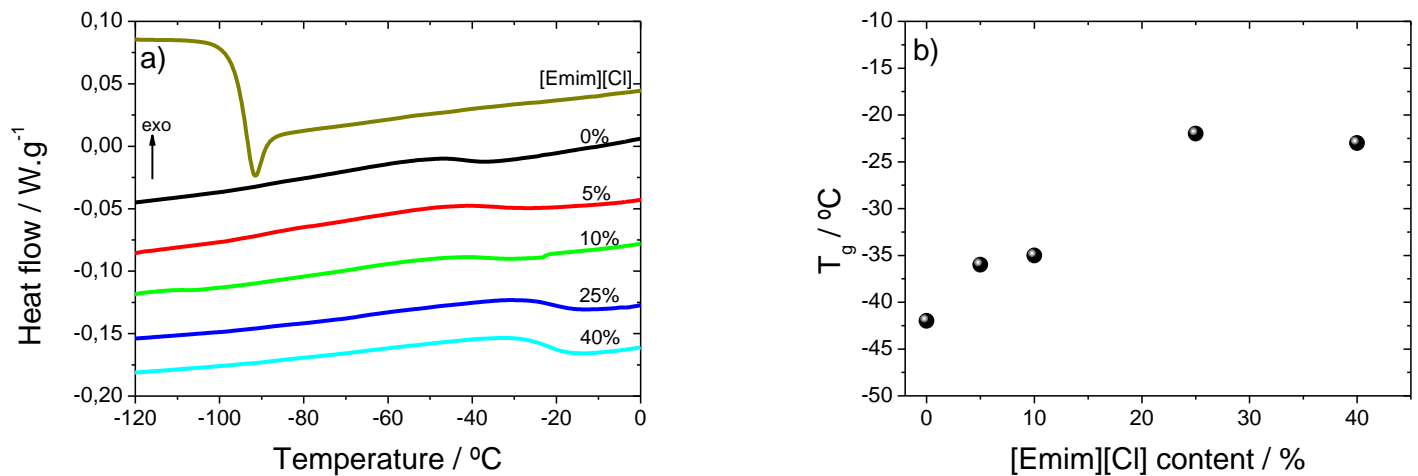 a)
exo
[Emim][Cl]
0%
5%
10%
25%
40%
0,10
0,05
0,00
-0,05
-0,10
-0,15
-0,20
Heat flow / W.g-1
-120 -100 -80 -60 -40 -20 0
Temperature / ºC
b)
-10
-15
-20
-25
-30
-35
-40
-45
-50
Tg / ºC
0 10 20 30 40
[Emim][Cl] content / %